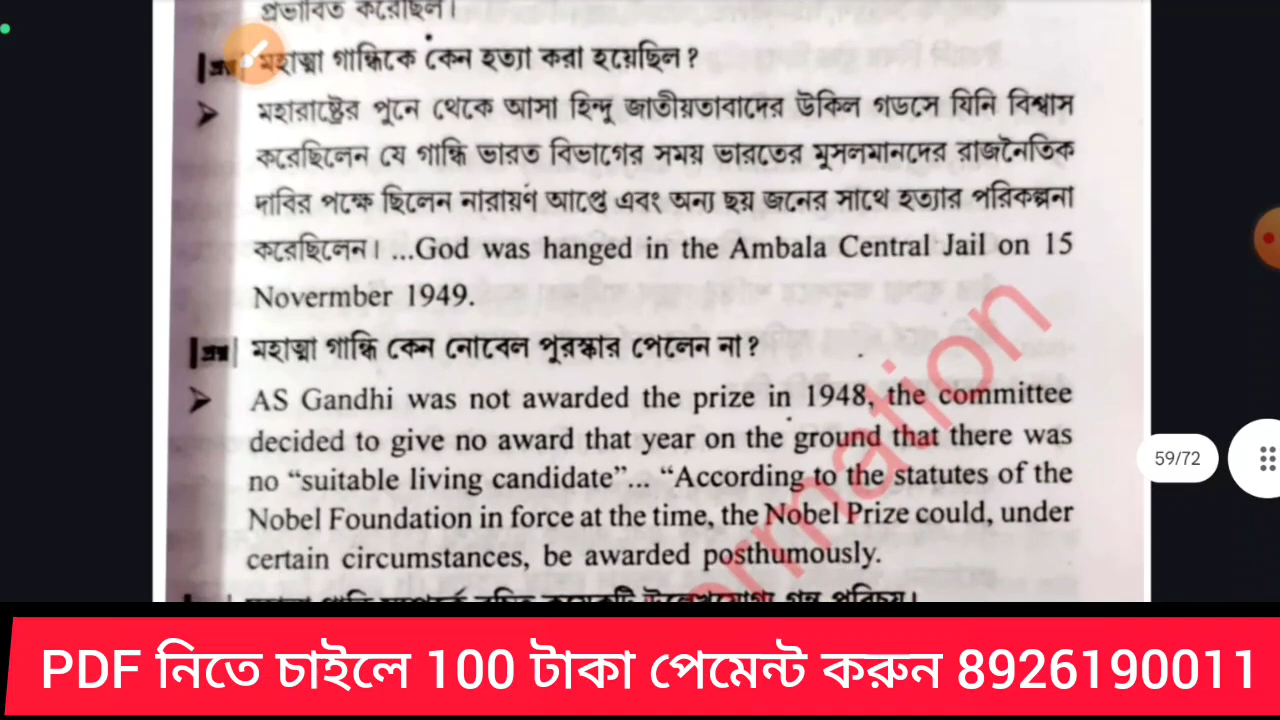 প্রভাবিত করেছিল।
মহাত্মা গান্ধিকে কেন হত্যা করা হয়েছিল ?
➤ মহারাষ্ট্রের পুনে থেকে আসা হিন্দু জাতীয়তাবাদের উকিল গডসে যিনি বিশ্বাস
করেছিলেন যে গান্ধি ভারত বিভাগের সময় ভারতের মুসলমানদের রাজনৈতিক
দাবির পক্ষে ছিলেন নারায়ণ আপ্তে এবং অন্য ছয় জনের সাথে হত্যার পরিকল্পনা
করেছিলেন। ...God was hanged in the Ambala Central Jail on 15
Novermber 1949.
মহাত্মা গান্ধি কেন নোবেল পুরস্কার পেলেন না ?
➤ AS Gandhi was not awarded the prize in 1948, the committee
decided to give no award that year on the ground that there was
no “suitable living candidate”... “According to the statutes of the
Nobel Foundation in force at the time, the Nobel Prize could, under
certain circumstances, be awarded posthumously.
ormation
59/72
PDF নিতে চাইলে 100 টাকা পেমেন্ট করুন 8926190011